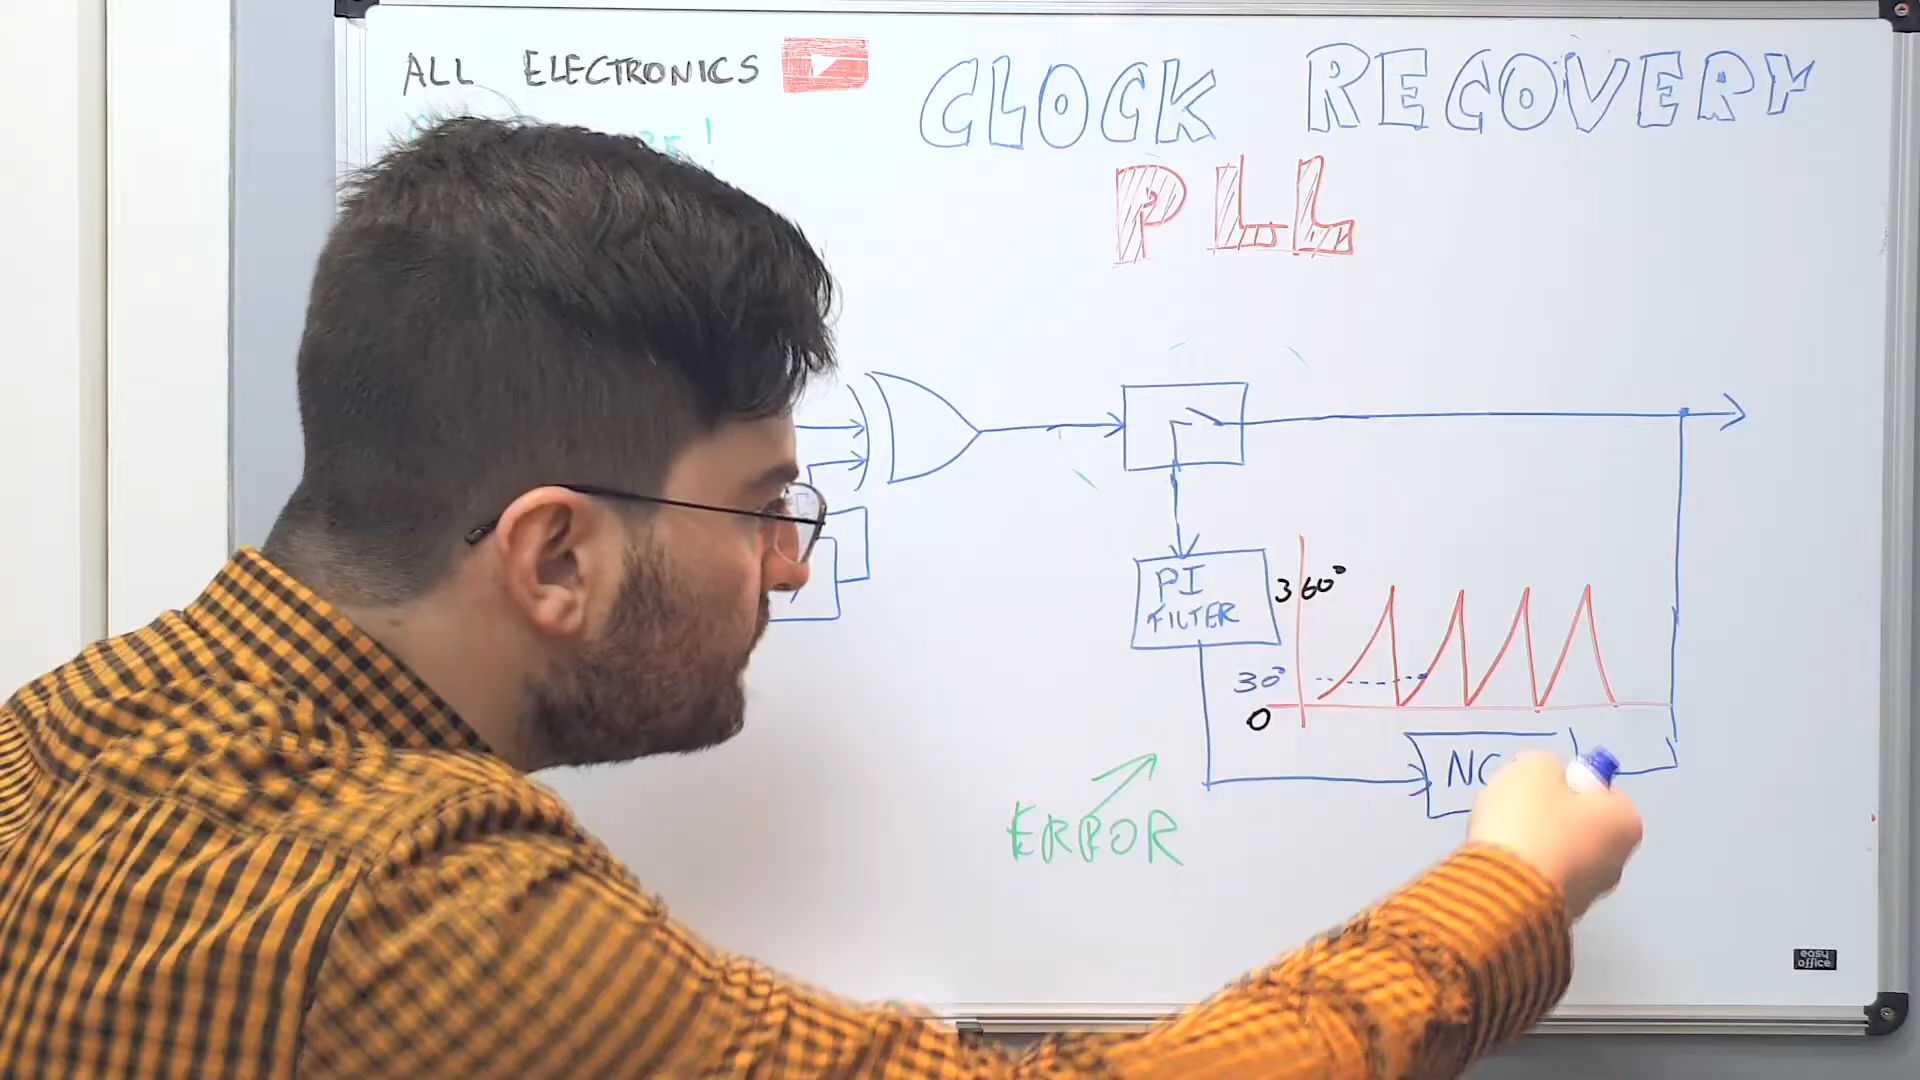 ALL ELECTRONICS
CLOCK RECOVERY
PLL
PI
FILTER
360°
30°
0
ERROR
easy
office